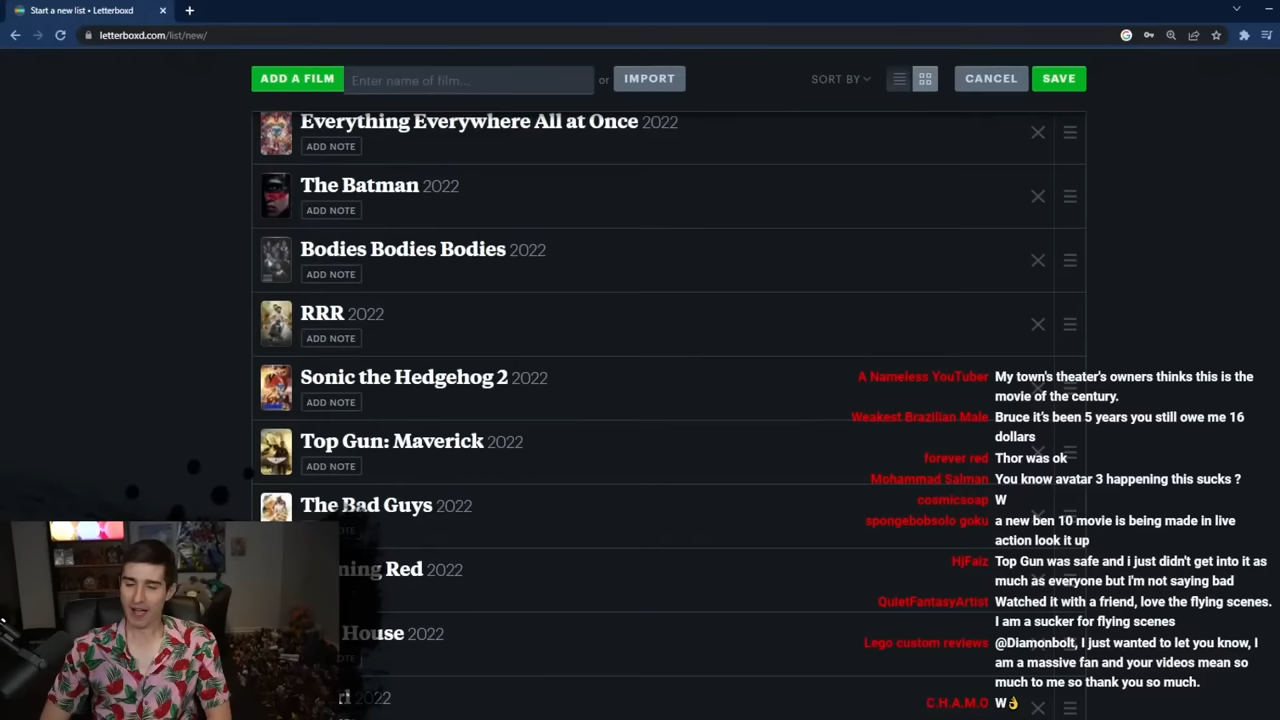 Start a new list • Letterboxd
letterboxd.com/list/new/
ADD A FILM
Enter name of film...
or
IMPORT
SORT BY
CANCEL
SAVE
Everything Everywhere All at Once 2022
ADD NOTE
The Batman 2022
ADD NOTE
Bodies Bodies Bodies 2022
ADD NOTE
RRR 2022
ADD NOTE
Sonic the Hedgehog 2 2022
ADD NOTE
Top Gun: Maverick 2022
ADD NOTE
The Bad Guys 2022
ning Red 2022
House 2022
2022
A Nameless YouTuber My town's theater's owners thinks this is the
movie of the century.
Weakest Brazilian Male Bruce it's been 5 years you still owe me 16
dollars
forever red Thor was ok
Mohammad Salman You know avatar 3 happening this sucks ?
cosmicsoap W
spongebobsolo goku a new ben 10 movie is being made in live
action look it up
HjFaiz Top Gun was safe and i just didn't get into it as
much as everyone but i'm not saying bad
QuietFantasyArtist Watched it with a friend, love the flying scenes.
I am a sucker for flying scenes
Lego custom reviews @Diamonbolt, I just wanted to let you know, I
am a massive fan and your videos mean so
much to me so thank you so much.
C.H.A.M.O W👌